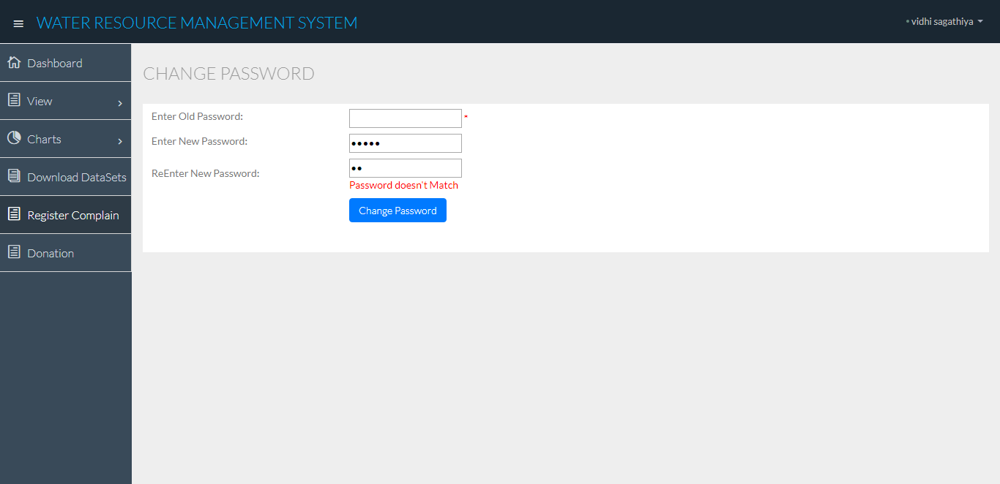 WATER RESOURCE MANAGEMENT SYSTEM
vidhi sagathiya
Dashboard
View
Charts
Download DataSets
Register Complain
Donation
CHANGE PASSWORD
Enter Old Password:
*
Enter New Password:
•••••
ReEnter New Password:
••
Password doesn't Match
Change Password